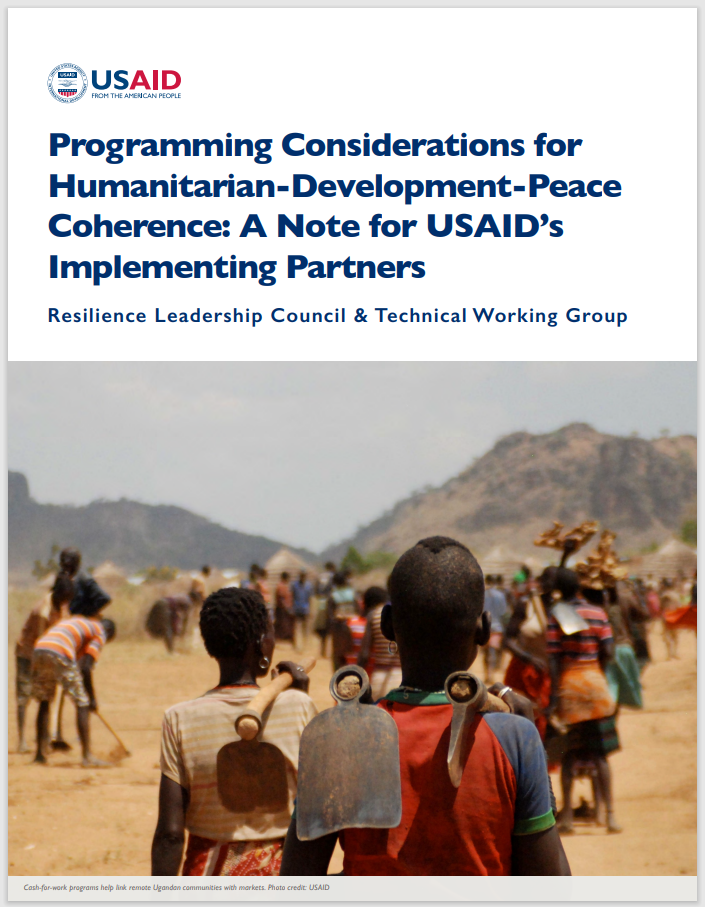 USAID
FROM THE AMERICAN PEOPLE
Programming Considerations for
Humanitarian-Development-Peace
Coherence: A Note for USAID’s
Implementing Partners
Resilience Leadership Council & Technical Working Group
Cash-for-work programs help link remote Ugandan communities with markets. Photo credit: USAID